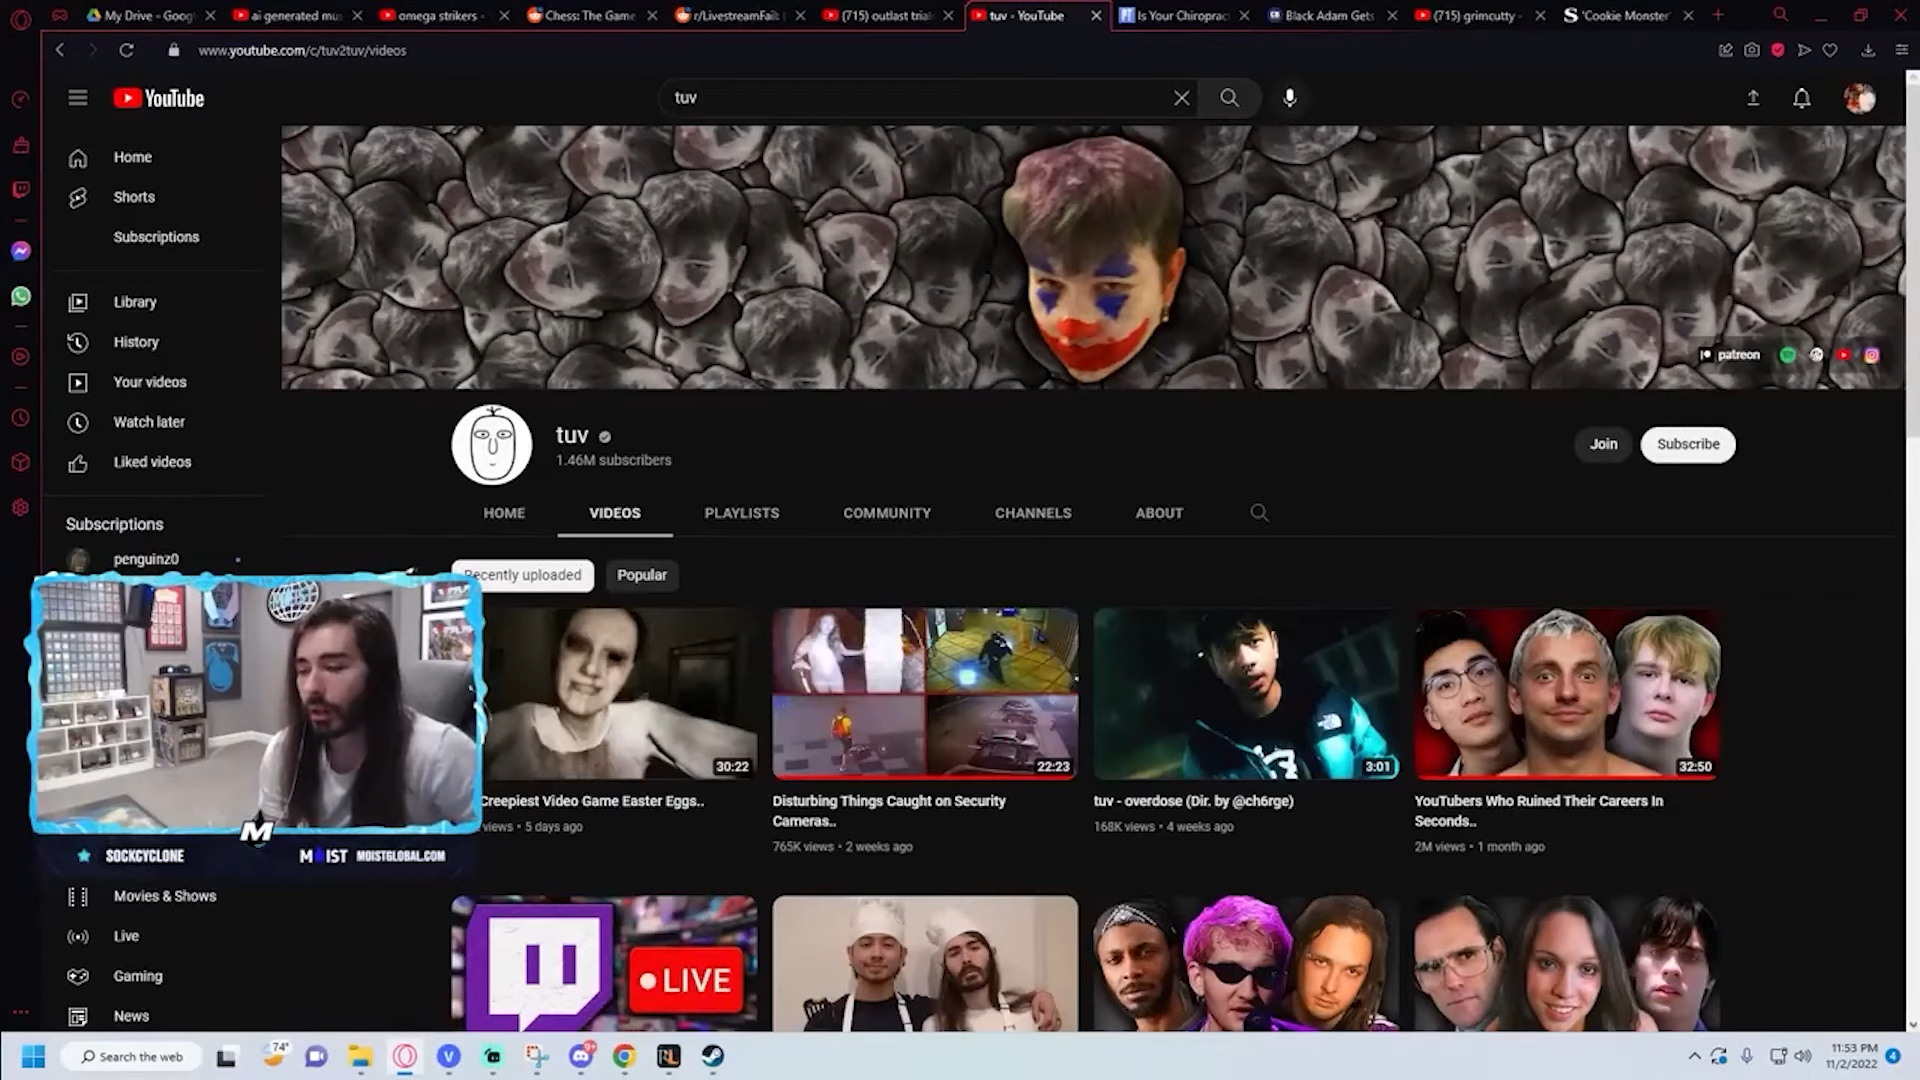 My Drive - Googl
ai generated mus
omega strikers -
Chess: The Game
r/LivestreamFail:
(715) outlast trial
tuv - YouTube
Is Your Chiropract
Black Adam Gets
(715) grimcutty -
'Cookie Monster'
www.youtube.com/c/tuv2tuv/videos
YouTube
tuv
Home
Shorts
Subscriptions
Library
History
Your videos
Watch later
Liked videos
Subscriptions
penguinz0
patreon
tuv
1.46M subscribers
Join
Subscribe
HOME
VIDEOS
PLAYLISTS
COMMUNITY
CHANNELS
ABOUT
Recently uploaded
Popular
30:22
22:23
3:01
32:50
Creepiest Video Game Easter Eggs..
views • 5 days ago
Disturbing Things Caught on Security
Cameras..
765K views • 2 weeks ago
tuv - overdose (Dir. by @ch6rge)
168K views • 4 weeks ago
YouTubers Who Ruined Their Careers In
Seconds..
2M views • 1 month ago
M
SOCKCYCLONE
MOIST
MOISTGLOBAL.COM
Movies & Shows
Live
Gaming
News
LIVE
Search the web
74°
11:53 PM
11/2/2022
4